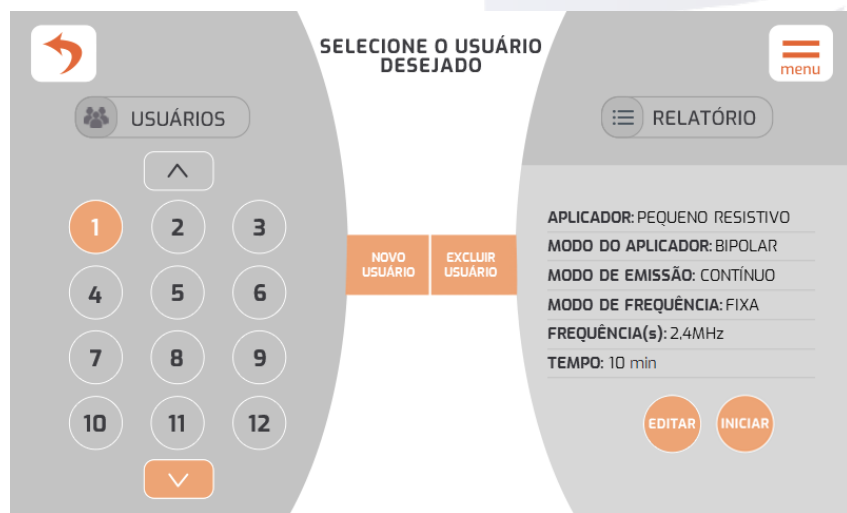 SELECIONE O USUÁRIO
DESEJADO
menu
USUÁRIOS
1 2 3
4 5 6
7 8 9
10 11 12
NOVO
USUÁRIO
EXCLUIR
USUÁRIO
RELATÓRIO
APLICADOR: PEQUENO RESISTIVO
MODO DO APLICADOR: BIPOLAR
MODO DE EMISSÃO: CONTÍNUO
MODO DE FREQUÊNCIA: FIXA
FREQUÊNCIA(s): 2,4MHz
TEMPO: 10 min
EDITAR
INICIAR